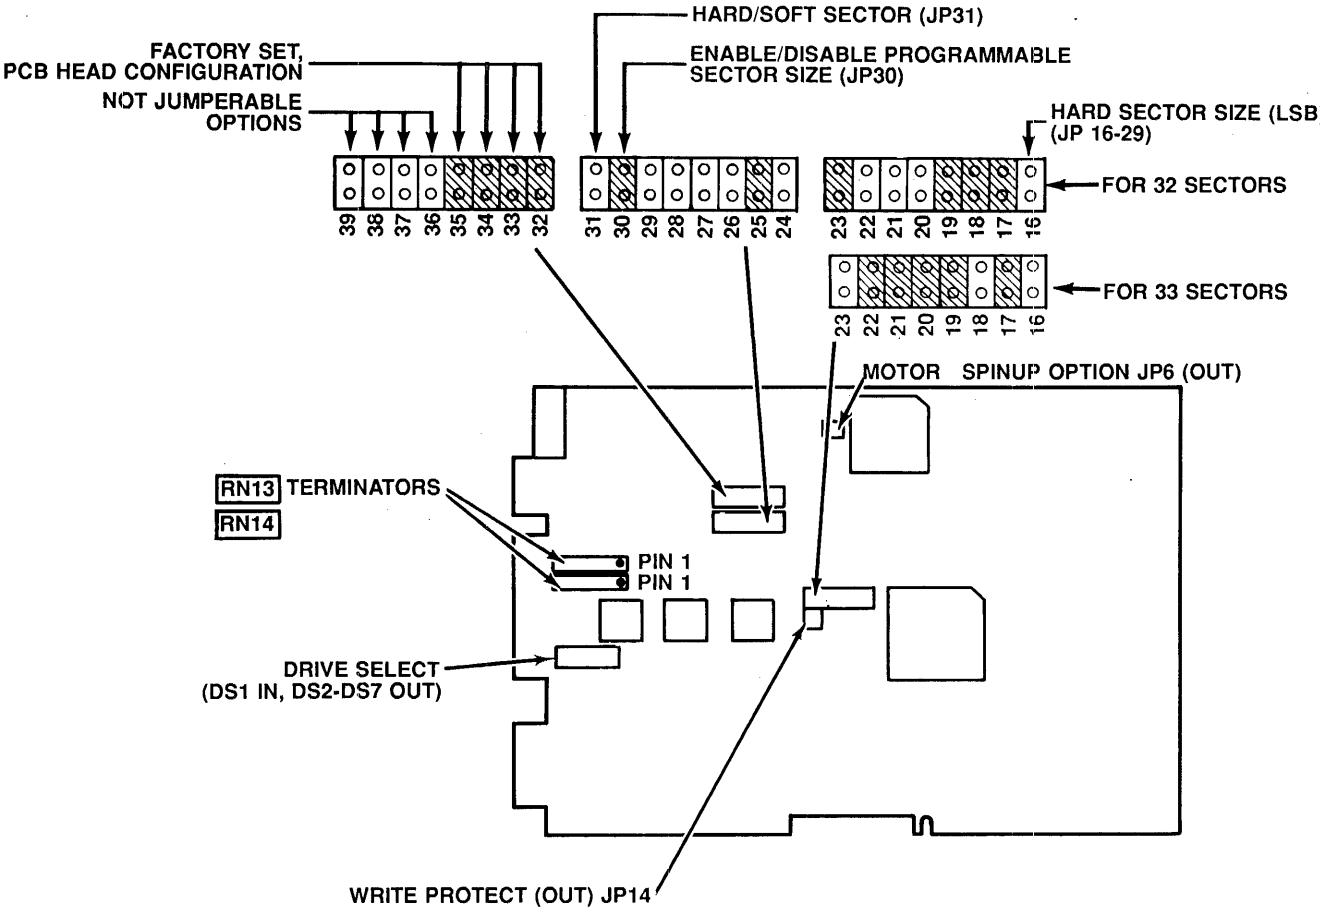 HARD/SOFT SECTOR (JP31)
FACTORY SET,
PCB HEAD CONFIGURATION
ENABLE/DISABLE PROGRAMMABLE
SECTOR SIZE (JP30)
NOT JUMPERABLE
OPTIONS
HARD SECTOR SIZE (LSB
(JP 16-29)
FOR 32 SECTORS
39 38 37 36 35 34 33 32
31 30 29 28 27 26 25 24
23 22 21 20 19 18 17 16
FOR 33 SECTORS
23 22 21 20 19 18 17 16
MOTOR SPINUP OPTION JP6 (OUT)
RN13 TERMINATORS
RN14
PIN 1
PIN 1
DRIVE SELECT
(DS1 IN, DS2-DS7 OUT)
WRITE PROTECT (OUT) JP14